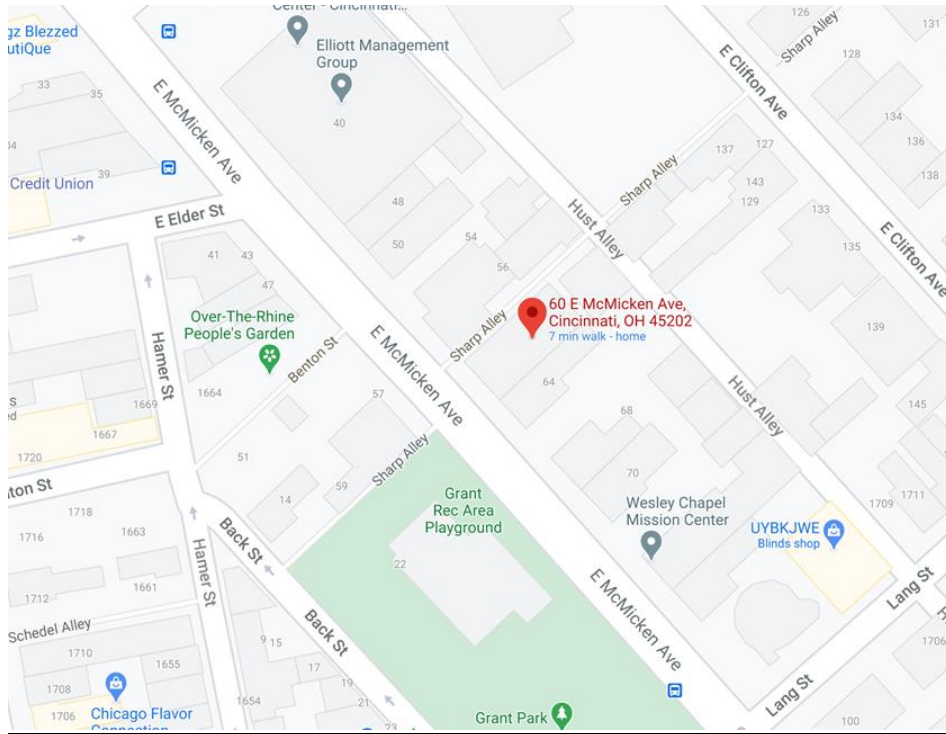 Center - Cincinnati...
gz Blezzed
utiQue
Elliott Management
Group
126
131
Sharp Alley
128
E Clifton Ave
33
35
E McMicken Ave
40
134
04
136
39
Credit Union
137
127
Sharp Alley
138
143
48
129
E Elder St
Hust Alley
133
50
54
E Clifton Ave
41
43
135
56
47
60 E McMicken Ave,
Cincinnati, OH 45202
7 min walk - home
Over-The-Rhine
People's Garden
Sharp Alley
139
Benton St
E McMicken Ave
Hamer St
64
Hust Alley
1664
57
s
ed
1669
68
145
1667
1720
51
Sharp Alley
70
nton St
59
14
Grant
Rec Area
Playground
Wesley Chapel
Mission Center
1711
1709
1718
UYBKJWE
Blinds shop
1716
1663
Back St
22
Hamer St
E McMicken Ave
Lang St
1712
1661
Schedel Alley
Back St
9
15
1706
1710
1655
17
1708
19
Lang St
1654
21
1706
Chicago Flavor
Connection
23
Grant Park
100